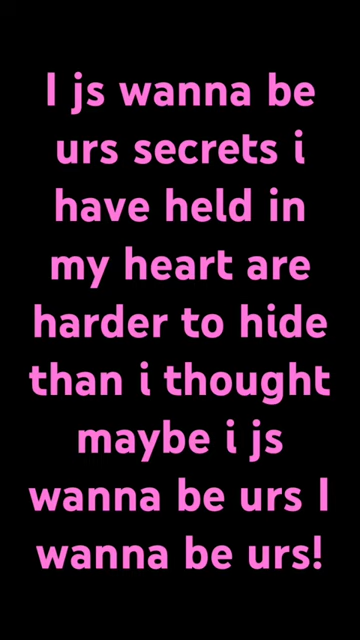 I js wanna be
urs secrets i
have held in
my heart are
harder to hide
than i thought
maybe i js
wanna be urs I
wanna be urs!